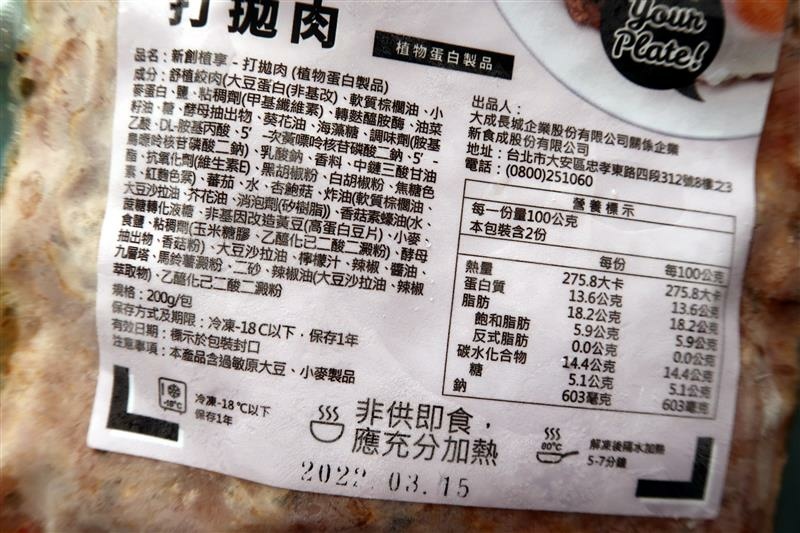 打拋肉
植物蛋白製品
Your
Plate!
品名：新創植享 - 打拋肉 (植物蛋白製品)
成分：舒植絞肉(大豆蛋白(非基改)、軟質棕櫚油、小
麥蛋白、鹽、粘稠劑(甲基纖維素)、轉麩醯胺酶、油菜
籽油、糖、酵母抽出物、葵花油、海藻糖、調味劑(胺基
乙酸、DL-胺基丙酸、5'-次黃嘌呤核苷磷酸二鈉、5'-
鳥嘌呤核苷磷酸二鈉)、乳酸鈉、香料、中鏈三酸甘油
酯、抗氧化劑(維生素E)、黑胡椒粉、白胡椒粉、焦糖色
素、紅麴色素)、蕃茄、水、杏鮑菇、炸油(軟質棕櫚油、
大豆沙拉油、芥花油、消泡劑(矽樹脂))、香菇素蠔油(水、
蔗糖轉化液糖、非基因改造黃豆(高蛋白豆片)、小麥、
食鹽、粘稠劑(玉米糖膠、乙醯化己二酸二澱粉)、酵母
抽出物、香菇粉)、大豆沙拉油、檸檬汁、辣椒、醬油、
九層塔、馬鈴薯澱粉、二砂、辣椒油(大豆沙拉油、辣椒
萃取物)、乙醯化己二酸二澱粉
規格：200g/包
保存方式及期限：冷凍-18℃以下，保存1年
有效日期：標示於包裝封口
注意事項：本產品含過敏原大豆、小麥製品
出品人：
大成長城企業股份有限公司關係企業
新食成股份有限公司
地址：台北市大安區忠孝東路四段312號8樓之3
電話：(0800)251060
營養標示
每一份量100公克
本包裝含2份
每份 每100公克
熱量 275.8大卡 275.8大卡
蛋白質 13.6公克 13.6公克
脂肪 18.2公克 18.2公克
飽和脂肪 5.9公克 5.9公克
反式脂肪 0.0公克 0.0公克
碳水化合物 14.4公克 14.4公克
糖 5.1公克 5.1公克
鈉 603毫克 603毫克
-18℃
冷凍-18℃以下
保存1年
非供即食，
應充分加熱
80℃
解凍後隔水加熱
5-7分鐘
2022.03.15